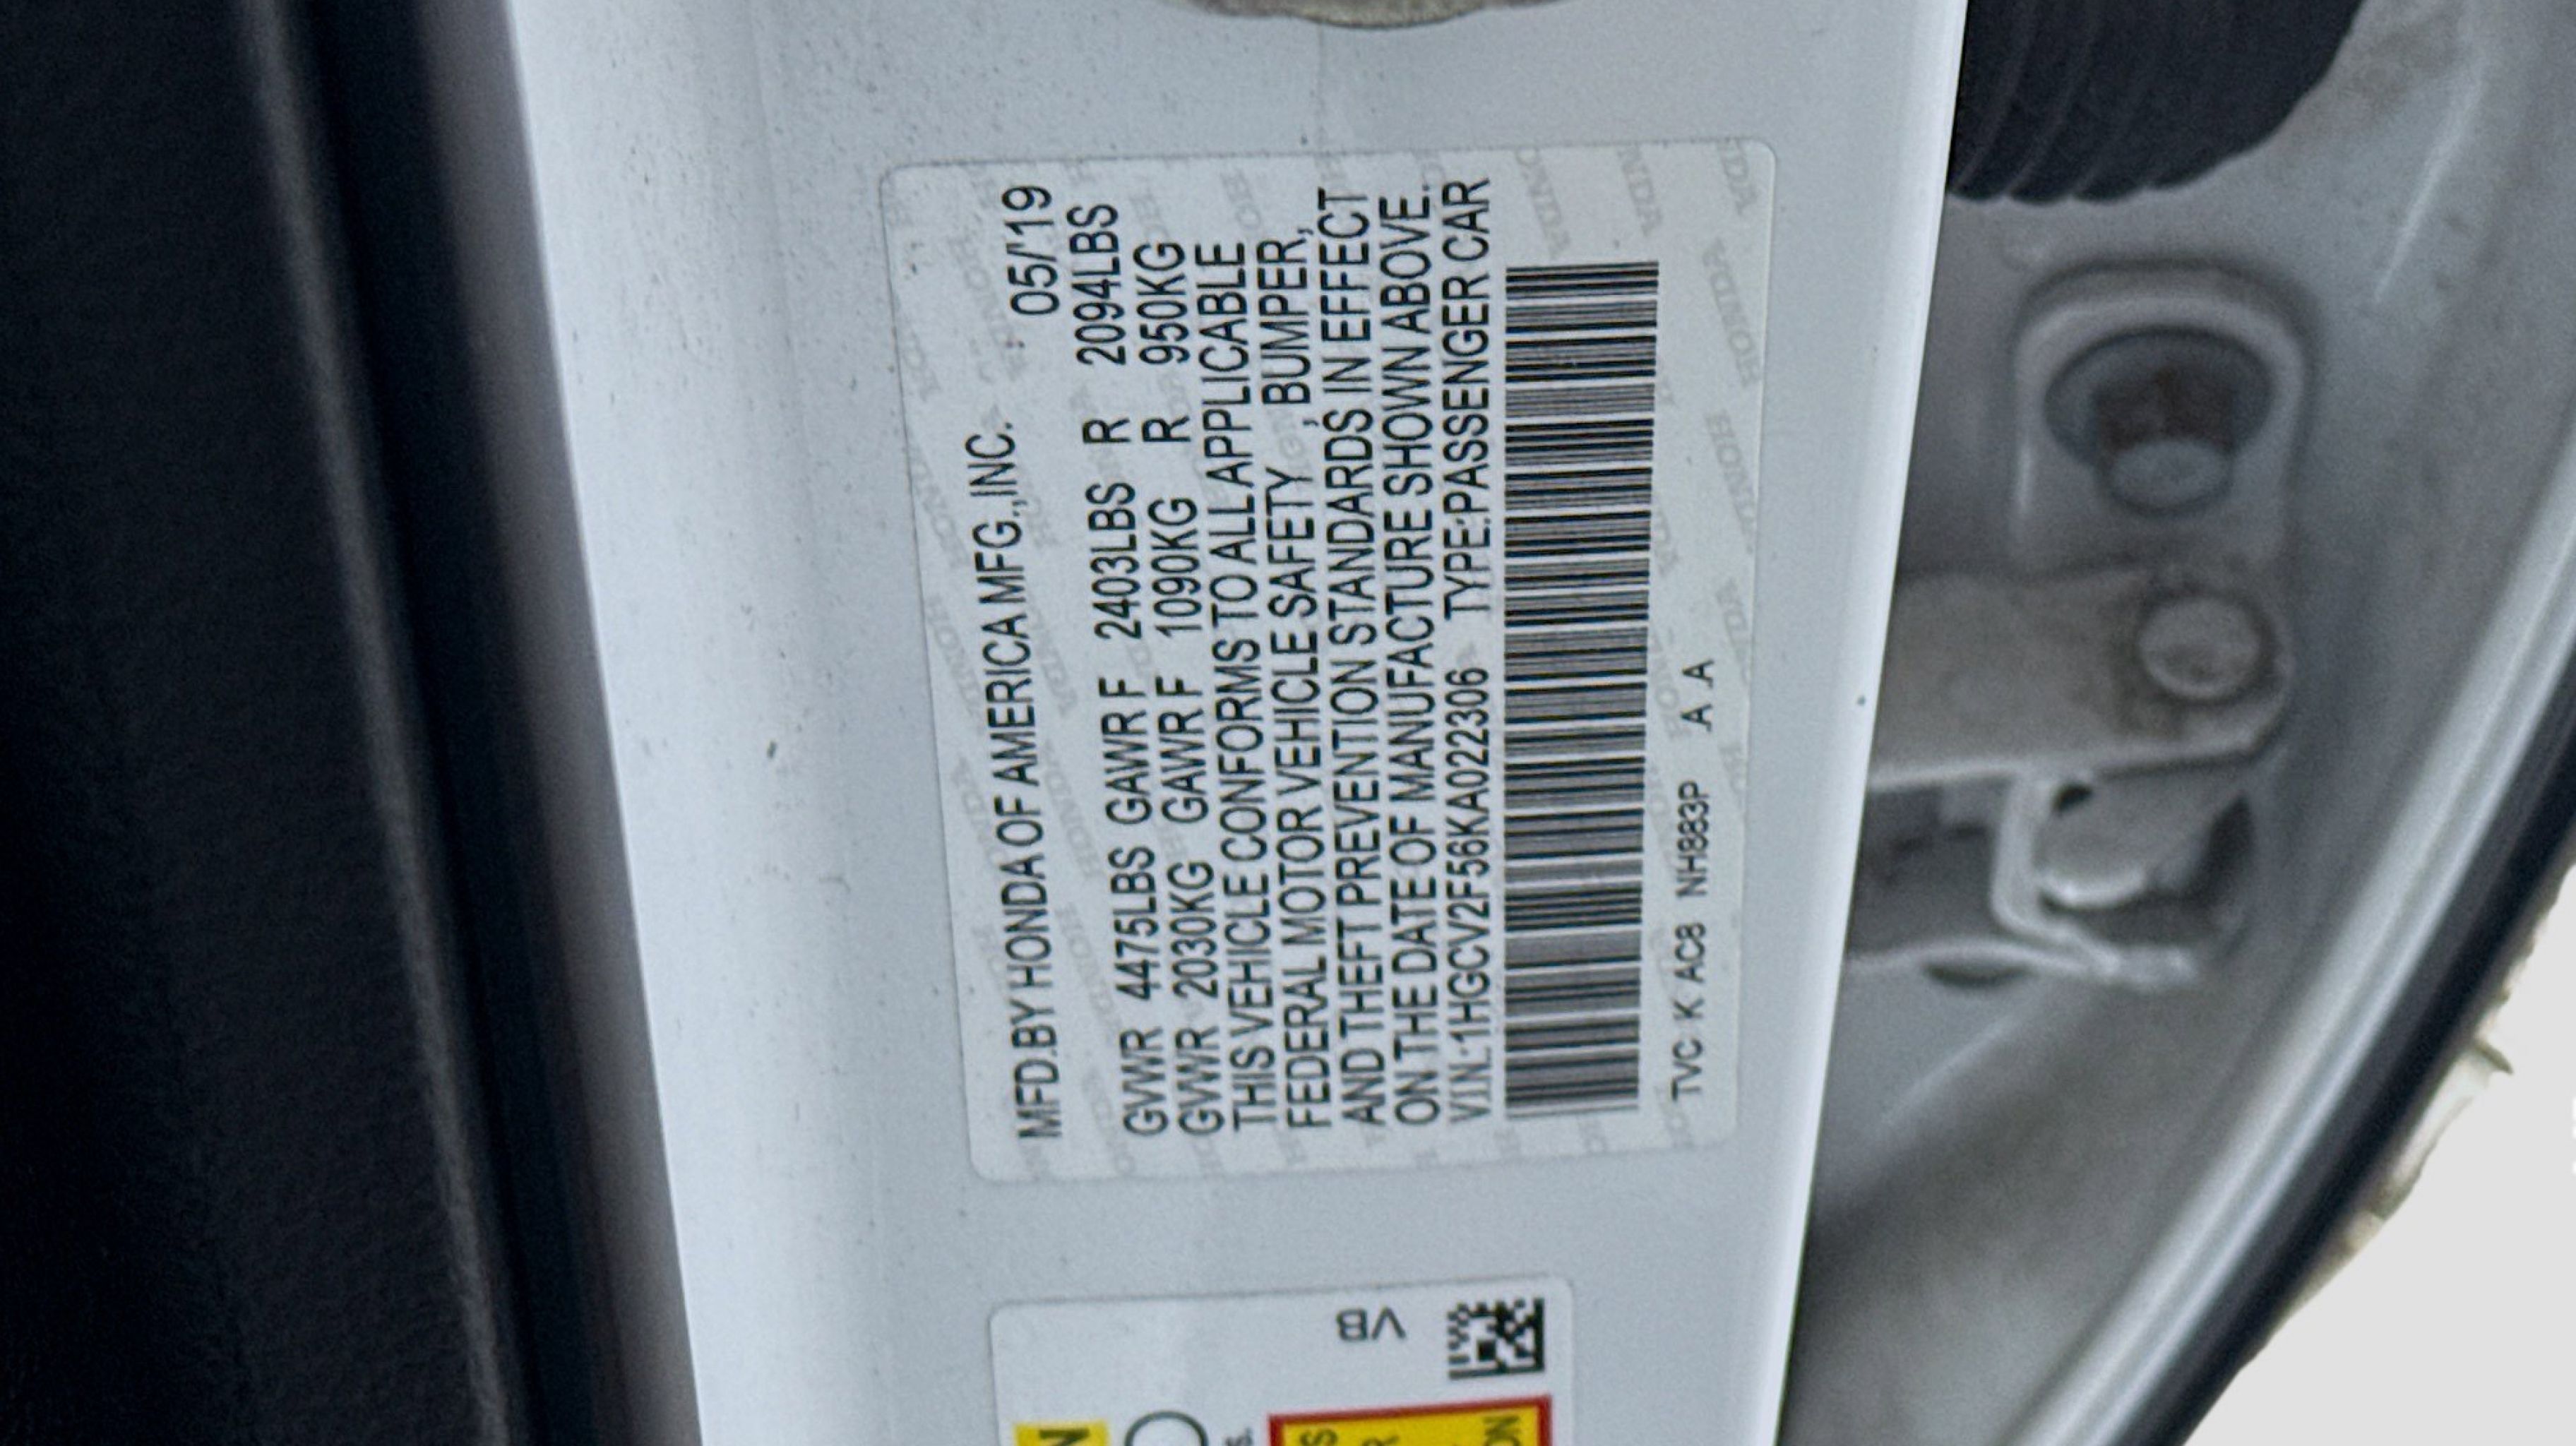 MFD.BY HONDA OF AMERICA MFG.,INC. 05/'19
GVWR 4475LBS GAWR F 2403LBS R 2094LBS
GVWR 2030KG GAWR F 1090KG R 950KG
THIS VEHICLE CONFORMS TO ALL APPLICABLE
FEDERAL MOTOR VEHICLE SAFETY , BUMPER,
AND THEFT PREVENTION STANDARDS IN EFFECT
ON THE DATE OF MANUFACTURE SHOWN ABOVE.
V.I.N.:1HGCV2F56KA022306 TYPE:PASSENGER CAR
TVC K AC8 NH883P A A
VB